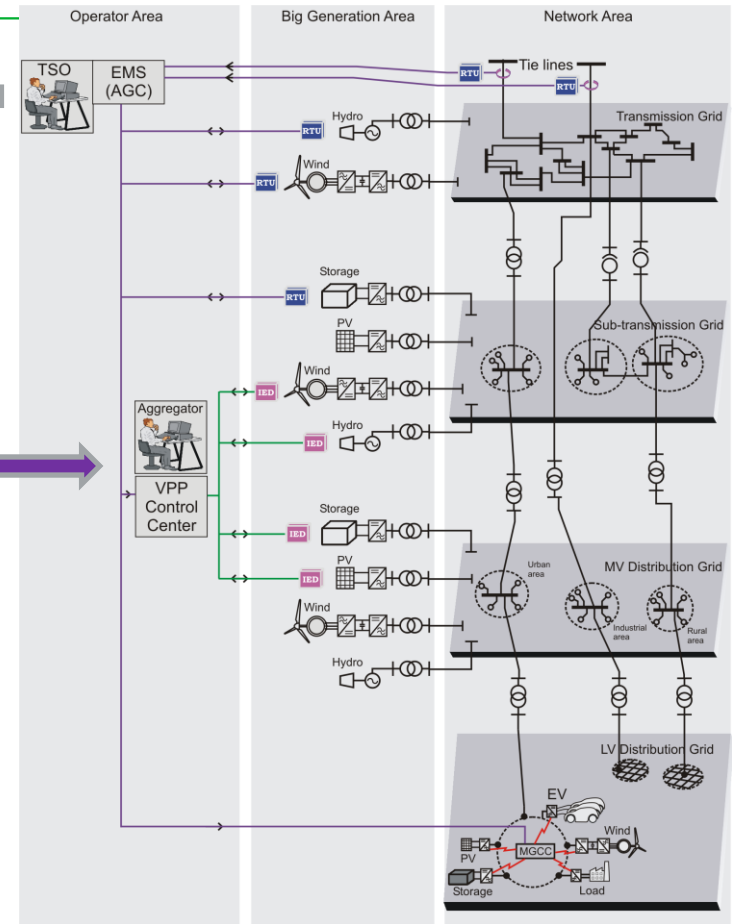 Operator Area
Big Generation Area
Network Area
TSO
EMS
(AGC)
RTU
Tie lines
RTU
Transmission Grid
Hydro
RTU
Wind
RTU
Storage
RTU
PV
Sub-transmission Grid
Wind
IED
Aggregator
Hydro
IED
VPP
Control
Center
Storage
IED
PV
IED
Urban
area
MV Distribution Grid
Wind
Industrial
area
Rural
area
Hydro
LV Distribution Grid
EV
Wind
MGCC
PV
Storage
Load